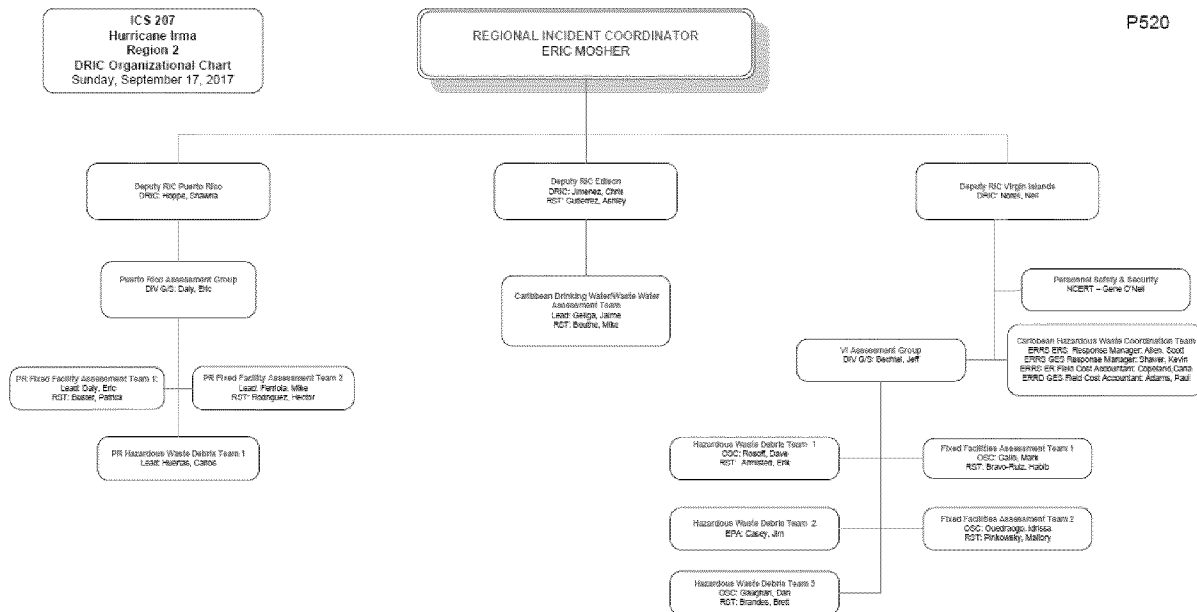 ICS 207
Hurricane Irma
Region 2
DRIC Organizational Chart
Sunday, September 17, 2017
REGIONAL INCIDENT COORDINATOR
ERIC MOSHER
P520
Deputy RIC Puerto Rico
DRIC: Hoppe, Shawna
Deputy RIC Edison
DRIC: Jimenez, Chris
RST: Gutierrez, Ashley
Deputy RIC Virgin Islands
DRIC: Norrell, Neil
Puerto Rico Assessment Group
DIV G/S: Daly, Eric
Caribbean Drinking Water/Waste Water
Assessment Team
Lead: Geliga, Jaime
RST: Beuthe, Mike
Personnel Safety & Security
NCERT – Gene O'Neil
VI Assessment Group
DIV G/S: Bechtel, Jeff
Caribbean Hazardous Waste Coordination Team
ERRS ERS Response Manager: Allen, Scott
ERRS GES Response Manager: Shaver, Kevin
ERRS ER Field Cost Accountant: Copeland,Carla
ERRD GES Field Cost Accountant: Adams, Paul
PR Fixed Facility Assessment Team 1:
Lead: Daly, Eric
RST: Buster, Patrick
PR Fixed Facility Assessment Team 2
Lead: Ferriola, Mike
RST: Rodriguez, Hector
PR Hazardous Waste Debris Team 1
Lead: Huertas, Carlos
Hazardous Waste Debris Team 1
OSC: Rosoff, Dave
RST: Armisten, Erik
Fixed Facilities Assessment Team 1
OSC: Gallo, Mark
RST: Bravo-Ruiz, Habib
Hazardous Waste Debris Team 2
EPA: Casey, Jim
Fixed Facilities Assessment Team 2
OSC: Ouedraogo, Idrissa
RST: Pinkowsky, Mallory
Hazardous Waste Debris Team 3
OSC: Gaughan, Dan
RST: Brandes, Brett